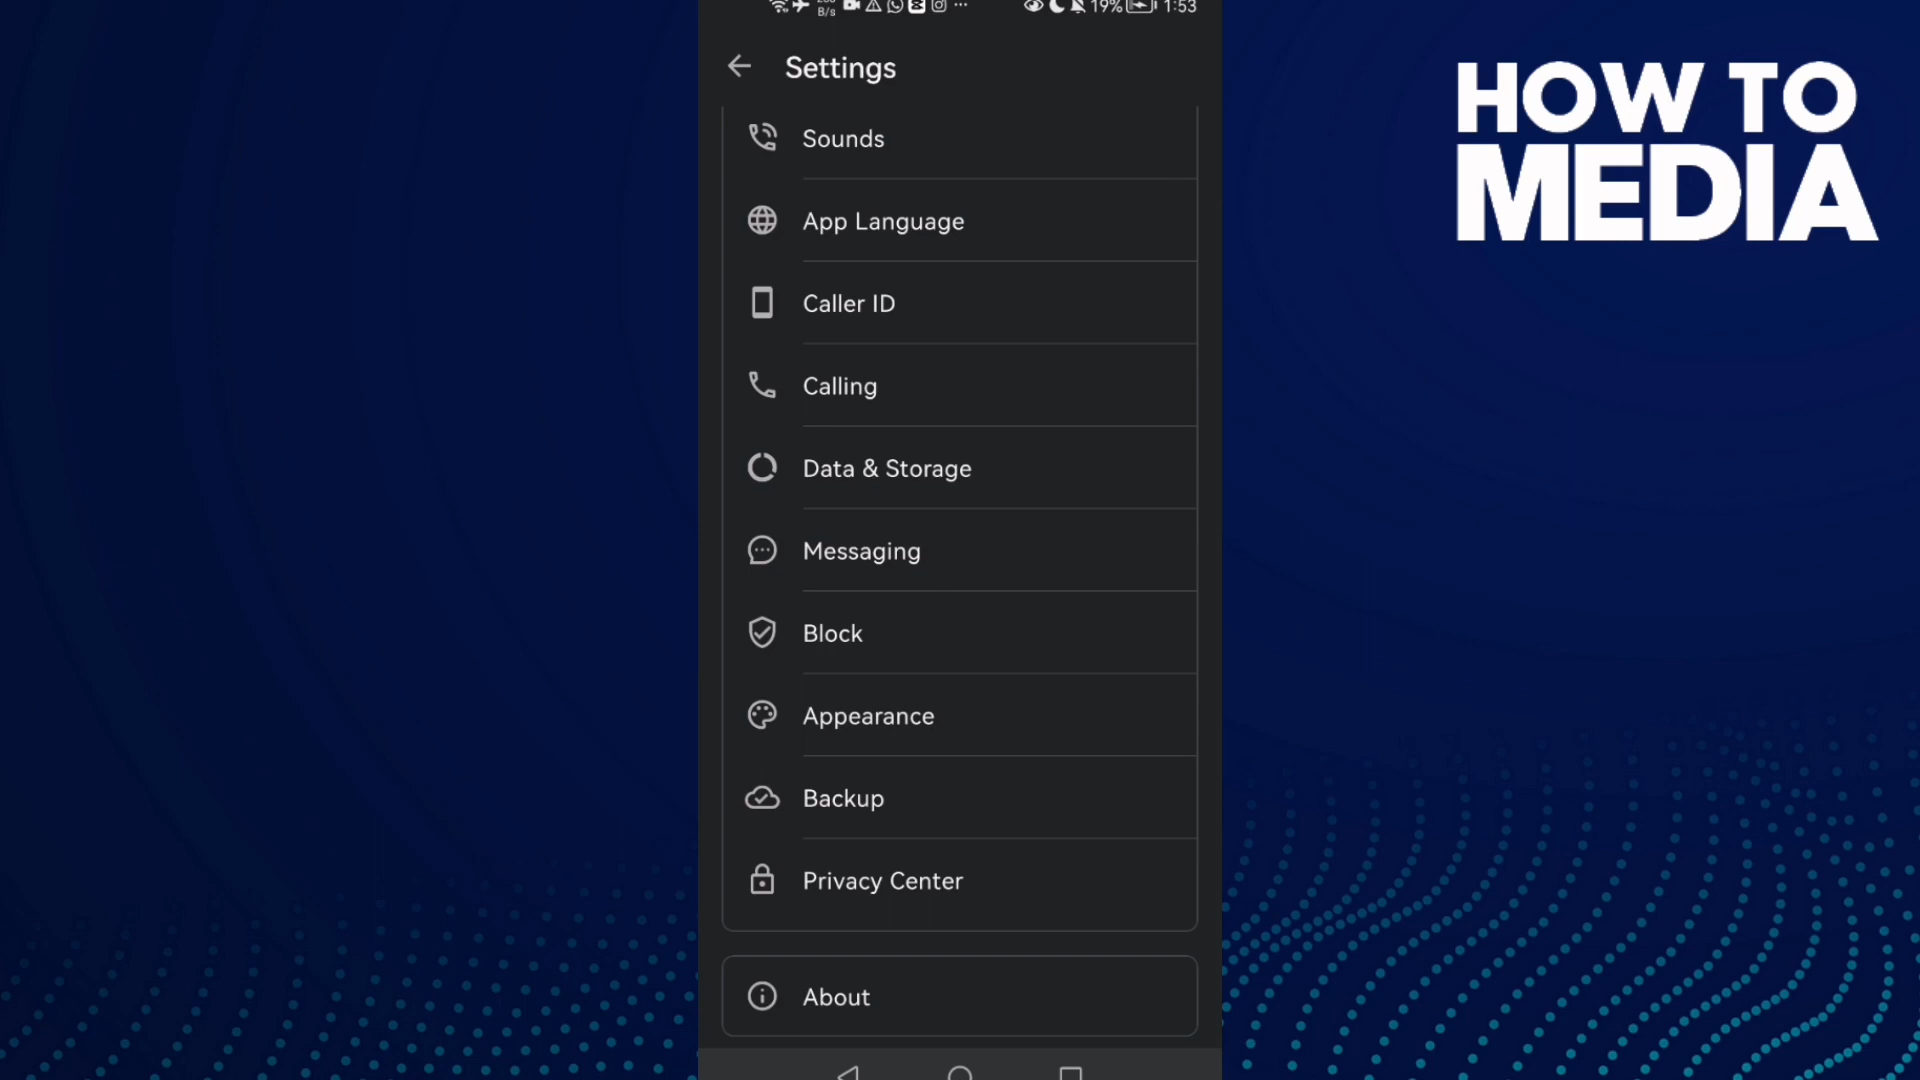 B/s 19% 1:53
Settings
Sounds
App Language
Caller ID
Calling
Data & Storage
Messaging
Block
Appearance
Backup
Privacy Center
About
HOW TO
MEDIA